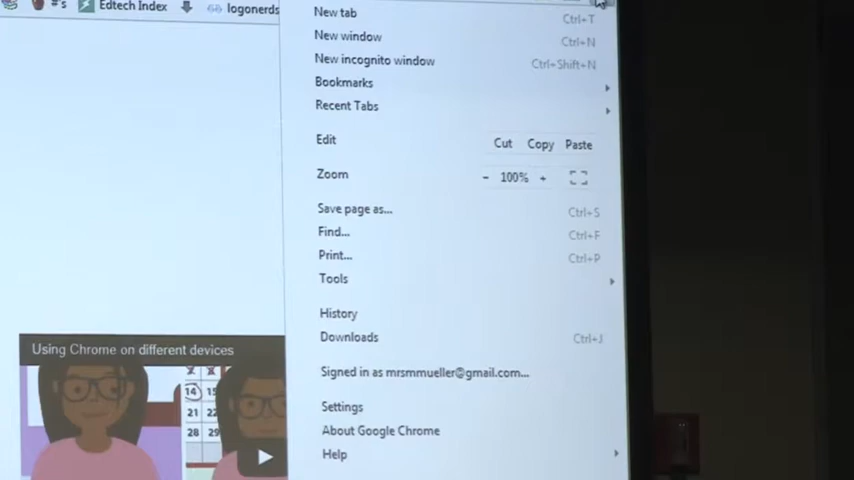 #'s Edtech Index logonerds
New tab Ctrl+T
New window Ctrl+N
New incognito window Ctrl+Shift+N
Bookmarks
Recent Tabs
Edit Cut Copy Paste
Zoom - 100% +
Save page as... Ctrl+S
Find... Ctrl+F
Print... Ctrl+P
Tools
History
Downloads Ctrl+J
Signed in as mrsmmueller@gmail.com...
Settings
About Google Chrome
Help
Using Chrome on different devices
14 15
21 22
28 29